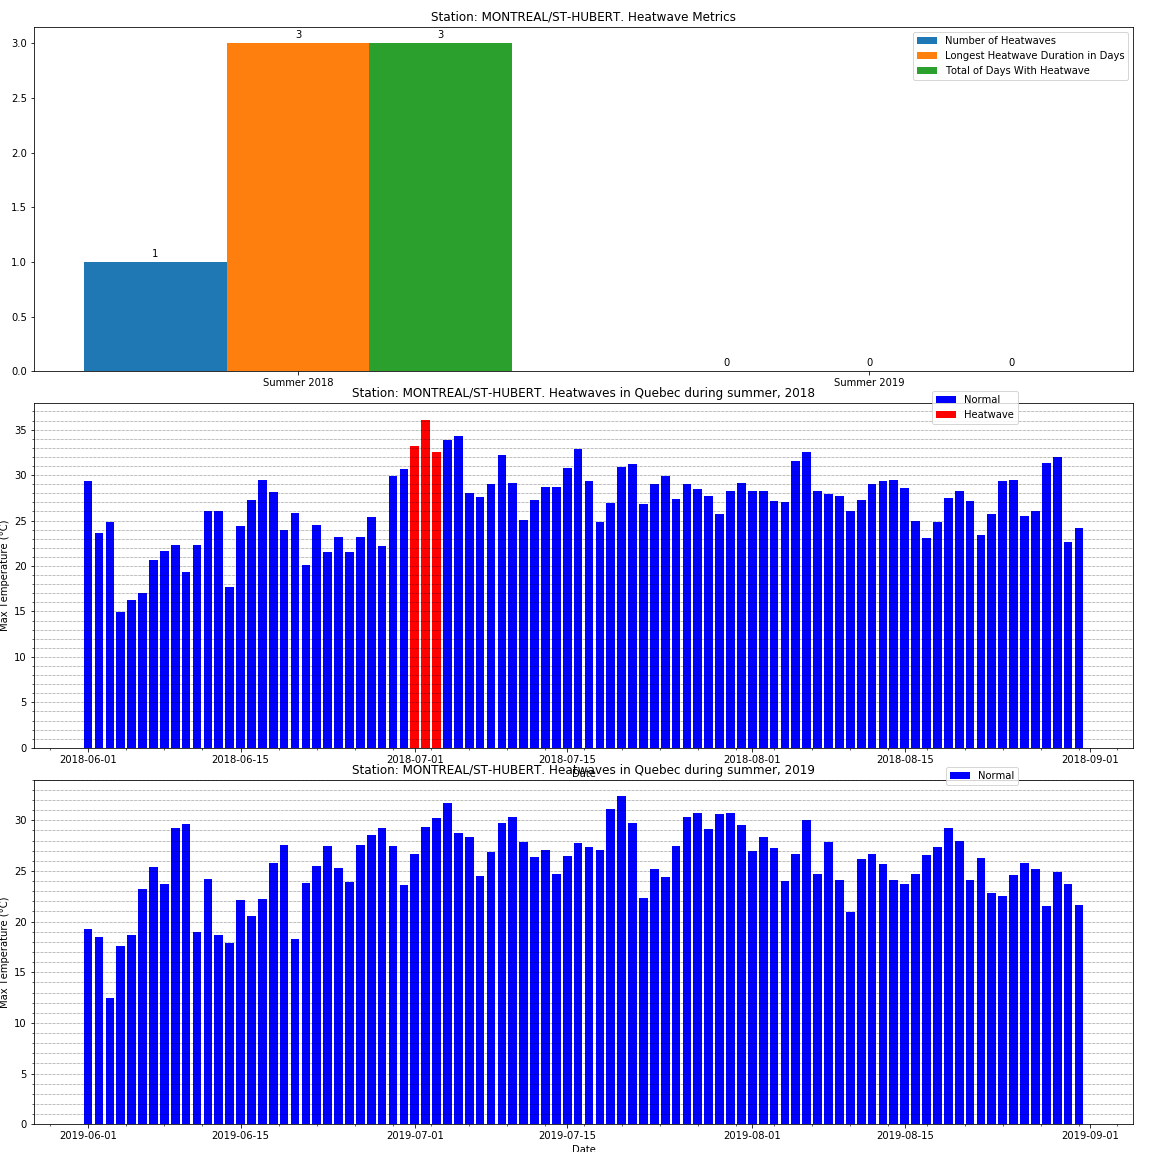 Station: MONTREAL/ST-HUBERT. Heatwave Metrics
3.0
2.5
2.0
1.5
1.0
0.5
0.0
1
3
3
0
0
0
Number of Heatwaves
Longest Heatwave Duration in Days
Total of Days With Heatwave
Summer 2018
Summer 2019
Station: MONTREAL/ST-HUBERT. Heatwaves in Quebec during summer, 2018
Normal
Heatwave
Max Temperature (°C)
35
30
25
20
15
10
5
0
2018-06-01
2018-06-15
2018-07-01
2018-07-15
2018-08-01
2018-08-15
2018-09-01
Date
Station: MONTREAL/ST-HUBERT. Heatwaves in Quebec during summer, 2019
Normal
Max Temperature (°C)
30
25
20
15
10
5
0
2019-06-01
2019-06-15
2019-07-01
2019-07-15
2019-08-01
2019-08-15
2019-09-01
Date